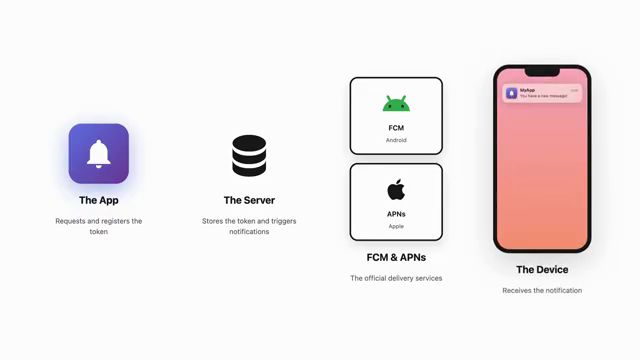 The App
Requests and registers the
token
The Server
Stores the token and triggers
notifications
FCM
Android
APNs
Apple
FCM & APNs
The official delivery services
MyApp
You have a new message!
The Device
Receives the notification